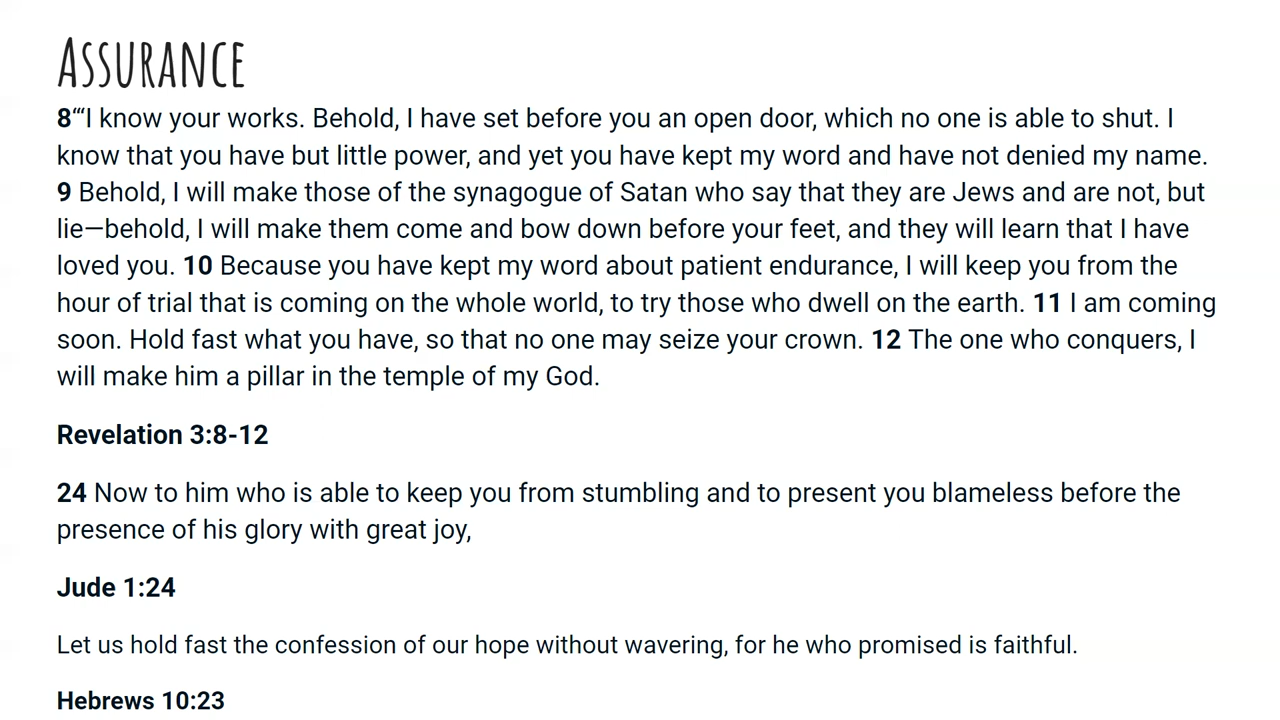 ASSURANCE
8“‘I know your works. Behold, I have set before you an open door, which no one is able to shut. I
know that you have but little power, and yet you have kept my word and have not denied my name.
9 Behold, I will make those of the synagogue of Satan who say that they are Jews and are not, but
lie—behold, I will make them come and bow down before your feet, and they will learn that I have
loved you. 10 Because you have kept my word about patient endurance, I will keep you from the
hour of trial that is coming on the whole world, to try those who dwell on the earth. 11 I am coming
soon. Hold fast what you have, so that no one may seize your crown. 12 The one who conquers, I
will make him a pillar in the temple of my God.
Revelation 3:8-12
24 Now to him who is able to keep you from stumbling and to present you blameless before the
presence of his glory with great joy,
Jude 1:24
Let us hold fast the confession of our hope without wavering, for he who promised is faithful.
Hebrews 10:23